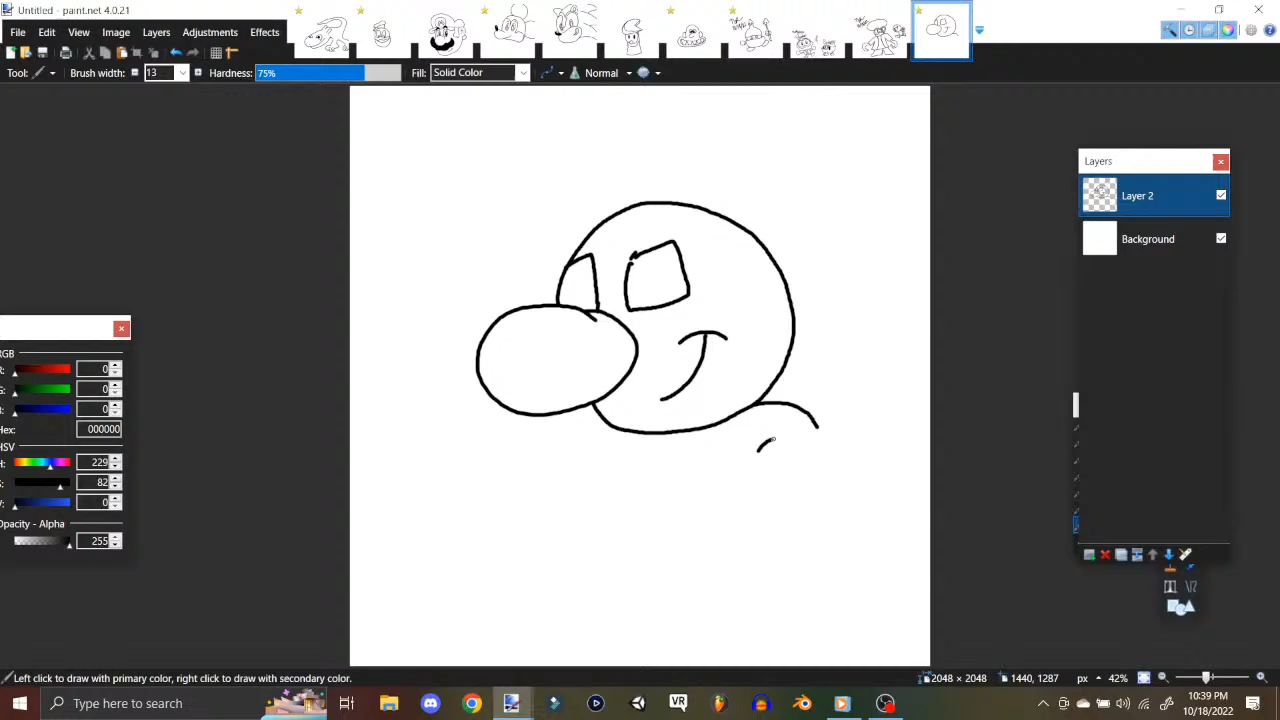 Untitled - paint.net 4.0.21
File Edit View Image Layers Adjustments Effects
Tool: Brush width: 13 Hardness: 75% Fill: Solid Color Normal
Layers
Layer 2
Background
RGB
R: 0
G: 0
B: 0
Hex: 000000
HSV
H: 229
S: 82
V: 0
Opacity - Alpha
255
Left click to draw with primary color, right click to draw with secondary color.
2048 × 2048 1440, 1287 px 42%
Type here to search
VR
10:39 PM
10/18/2022